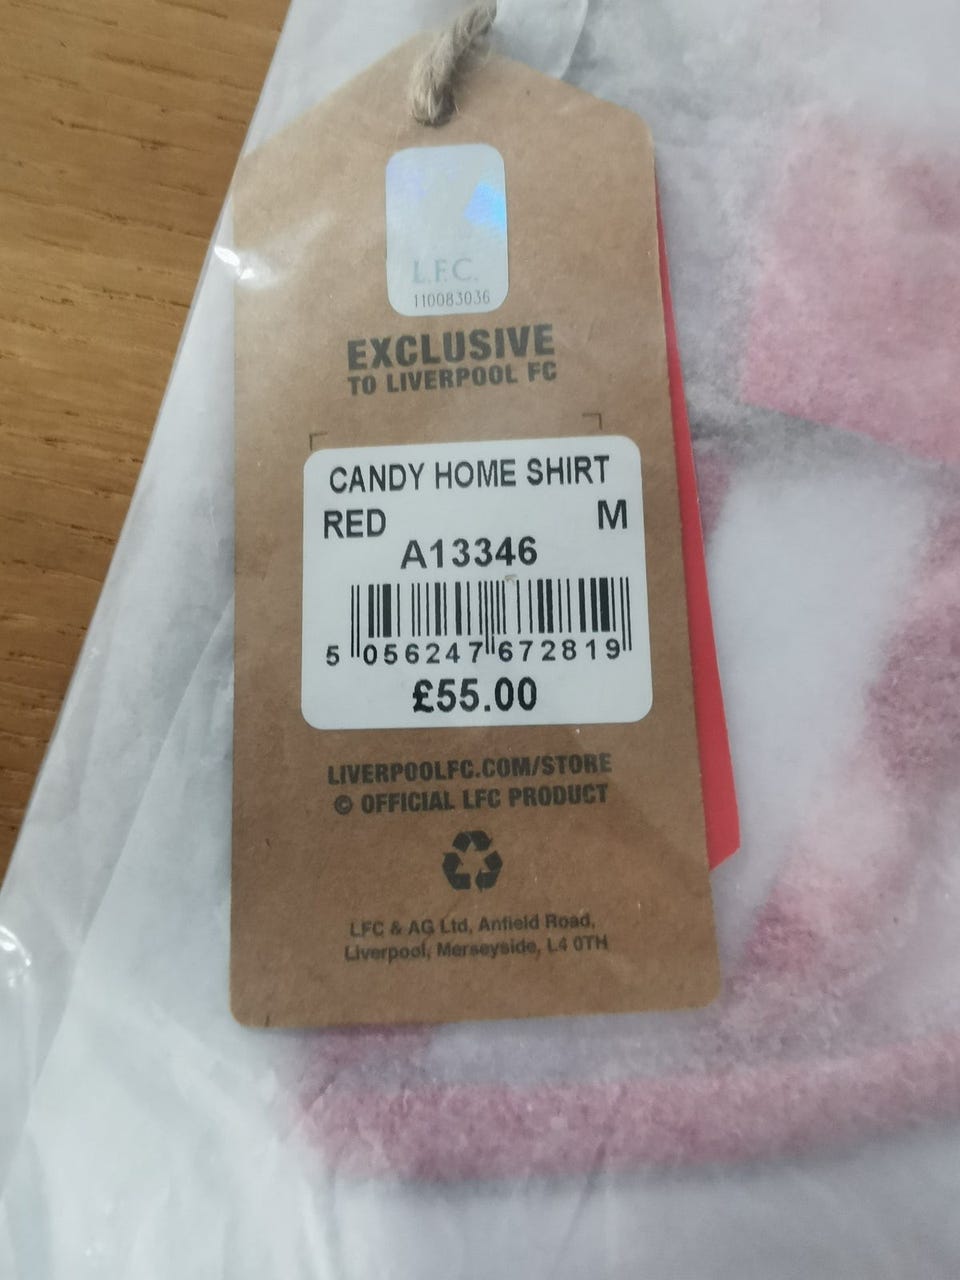 L.F.C.
110083036
EXCLUSIVE
TO LIVERPOOL FC
CANDY HOME SHIRT
RED M
A13346
5 056247 672819
£55.00
LIVERPOOLFC.COM/STORE
© OFFICIAL LFC PRODUCT
LFC & AG Ltd, Anfield Road,
Liverpool, Merseyside, L4 0TH